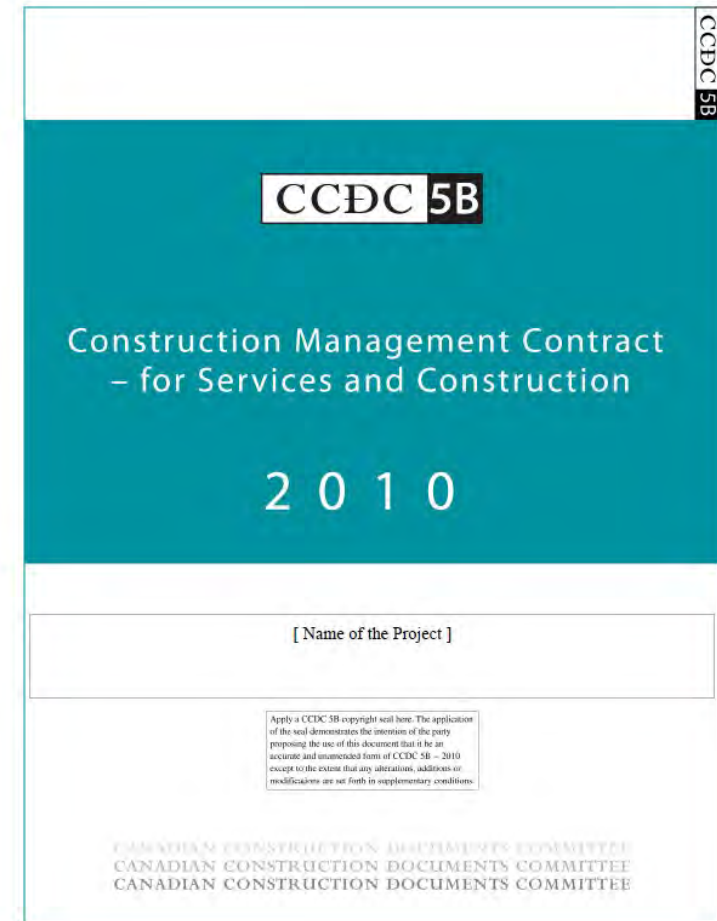 CCDC 5B
CCDC 5B
Construction Management Contract
– for Services and Construction
2 0 1 0
[ Name of the Project ]
Apply a CCDC 5B copyright seal here. The application
of the seal demonstrates the intention of the party
proposing the use of this document that it be an
accurate and unamended form of CCDC 5B – 2010
except to the extent that any alterations, additions or
modifications are set forth in supplementary conditions.
CANADIAN CONSTRUCTION DOCUMENTS COMMITTEE
CANADIAN CONSTRUCTION DOCUMENTS COMMITTEE
CANADIAN CONSTRUCTION DOCUMENTS COMMITTEE